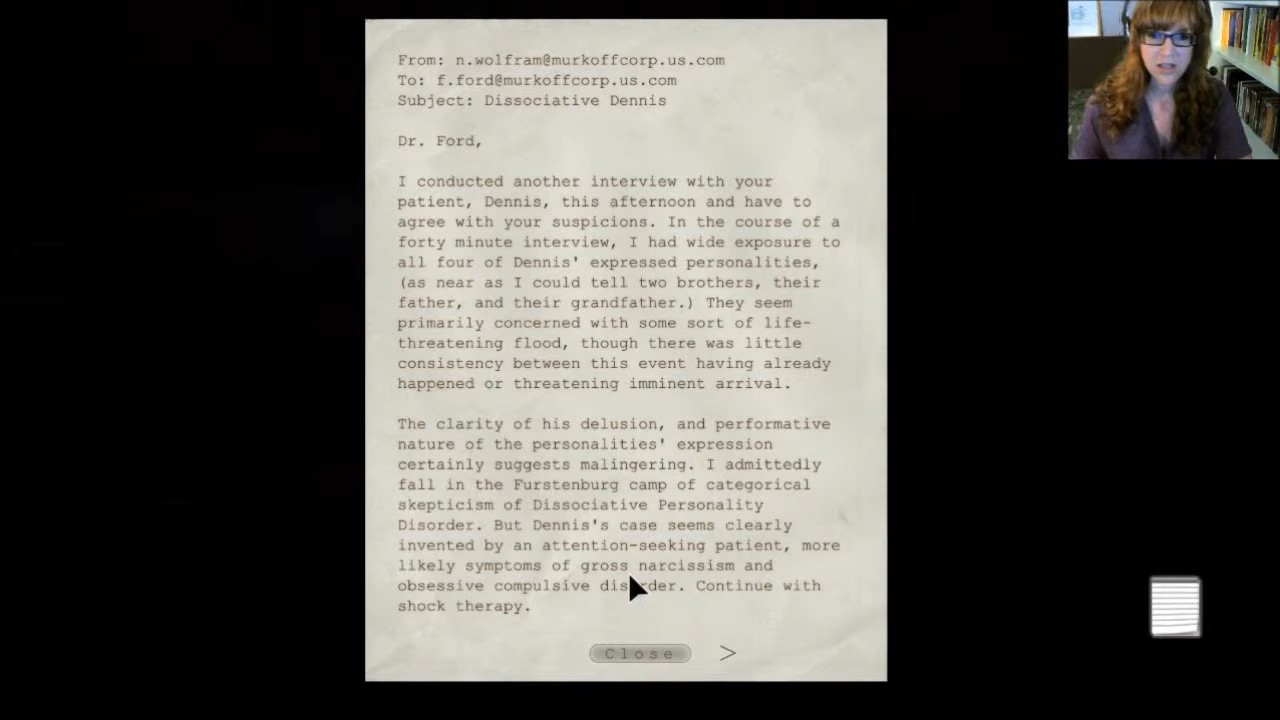 From: n.wolfram@murkoffcorp.us.com
To: f.ford@murkoffcorp.us.com
Subject: Dissociative Dennis
Dr. Ford,
I conducted another interview with your
patient, Dennis, this afternoon and have to
agree with your suspicions. In the course of a
forty minute interview, I had wide exposure to
all four of Dennis' expressed personalities,
(as near as I could tell two brothers, their
father, and their grandfather.) They seem
primarily concerned with some sort of life-
threatening flood, though there was little
consistency between this event having already
happened or threatening imminent arrival.
The clarity of his delusion, and performative
nature of the personalities' expression
certainly suggests malingering. I admittedly
fall in the Furstenburg camp of categorical
skepticism of Dissociative Personality
Disorder. But Dennis's case seems clearly
invented by an attention-seeking patient, more
likely symptoms of gross narcissism and
obsessive compulsive disorder. Continue with
shock therapy.
Close >